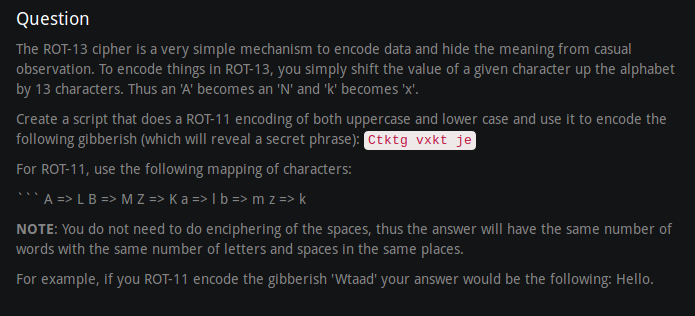 Question
The ROT-13 cipher is a very simple mechanism to encode data and hide the meaning from casual
observation. To encode things in ROT-13, you simply shift the value of a given character up the alphabet
by 13 characters. Thus an 'A' becomes an 'N' and 'k' becomes 'x'.
Create a script that does a ROT-11 encoding of both uppercase and lower case and use it to encode the
following gibberish (which will reveal a secret phrase): Ctktg vxkt je
For ROT-11, use the following mapping of characters:
``` A => L B => M Z => K a => l b => m z => k
NOTE: You do not need to do enciphering of the spaces, thus the answer will have the same number of
words with the same number of letters and spaces in the same places.
For example, if you ROT-11 encode the gibberish 'Wtaad' your answer would be the following: Hello.